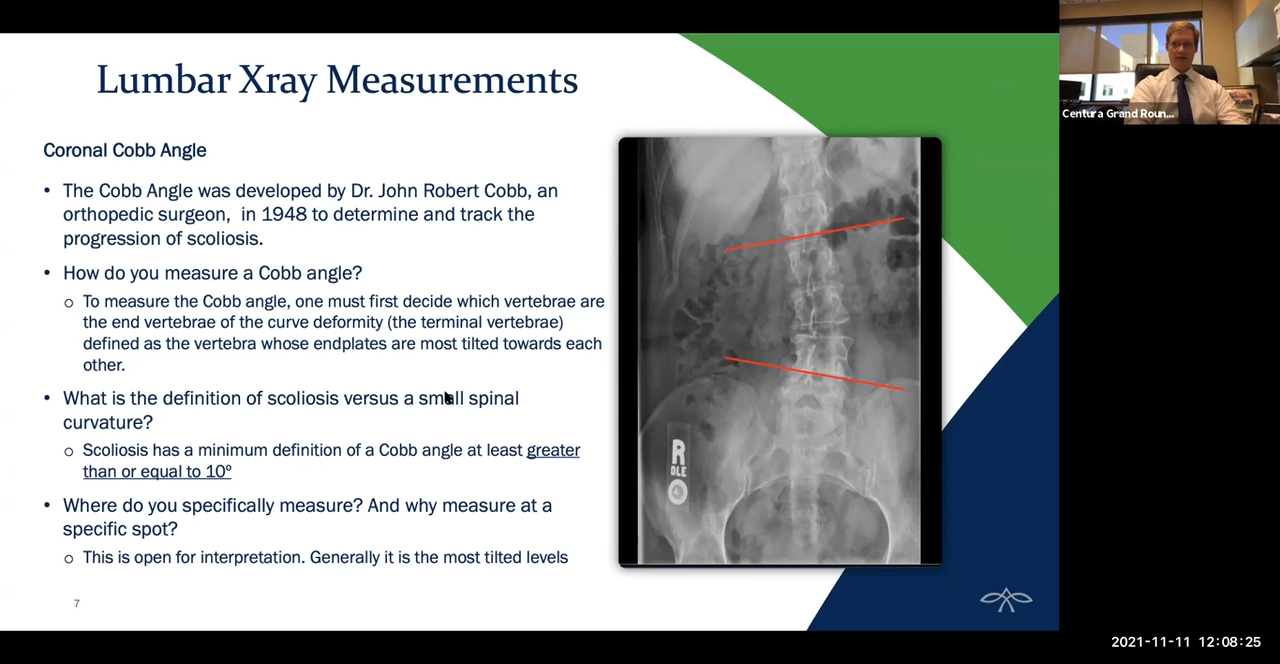 Lumbar Xray Measurements
Coronal Cobb Angle
• The Cobb Angle was developed by Dr. John Robert Cobb, an
orthopedic surgeon, in 1948 to determine and track the
progression of scoliosis.
• How do you measure a Cobb angle?
o To measure the Cobb angle, one must first decide which vertebrae are
the end vertebrae of the curve deformity (the terminal vertebrae)
defined as the vertebra whose endplates are most tilted towards each
other.
• What is the definition of scoliosis versus a small spinal
curvature?
o Scoliosis has a minimum definition of a Cobb angle at least greater
than or equal to 10º
• Where do you specifically measure? And why measure at a
specific spot?
o This is open for interpretation. Generally it is the most tilted levels
7
R
DLE
Centura Grand Roun...
2021-11-11 12:08:25